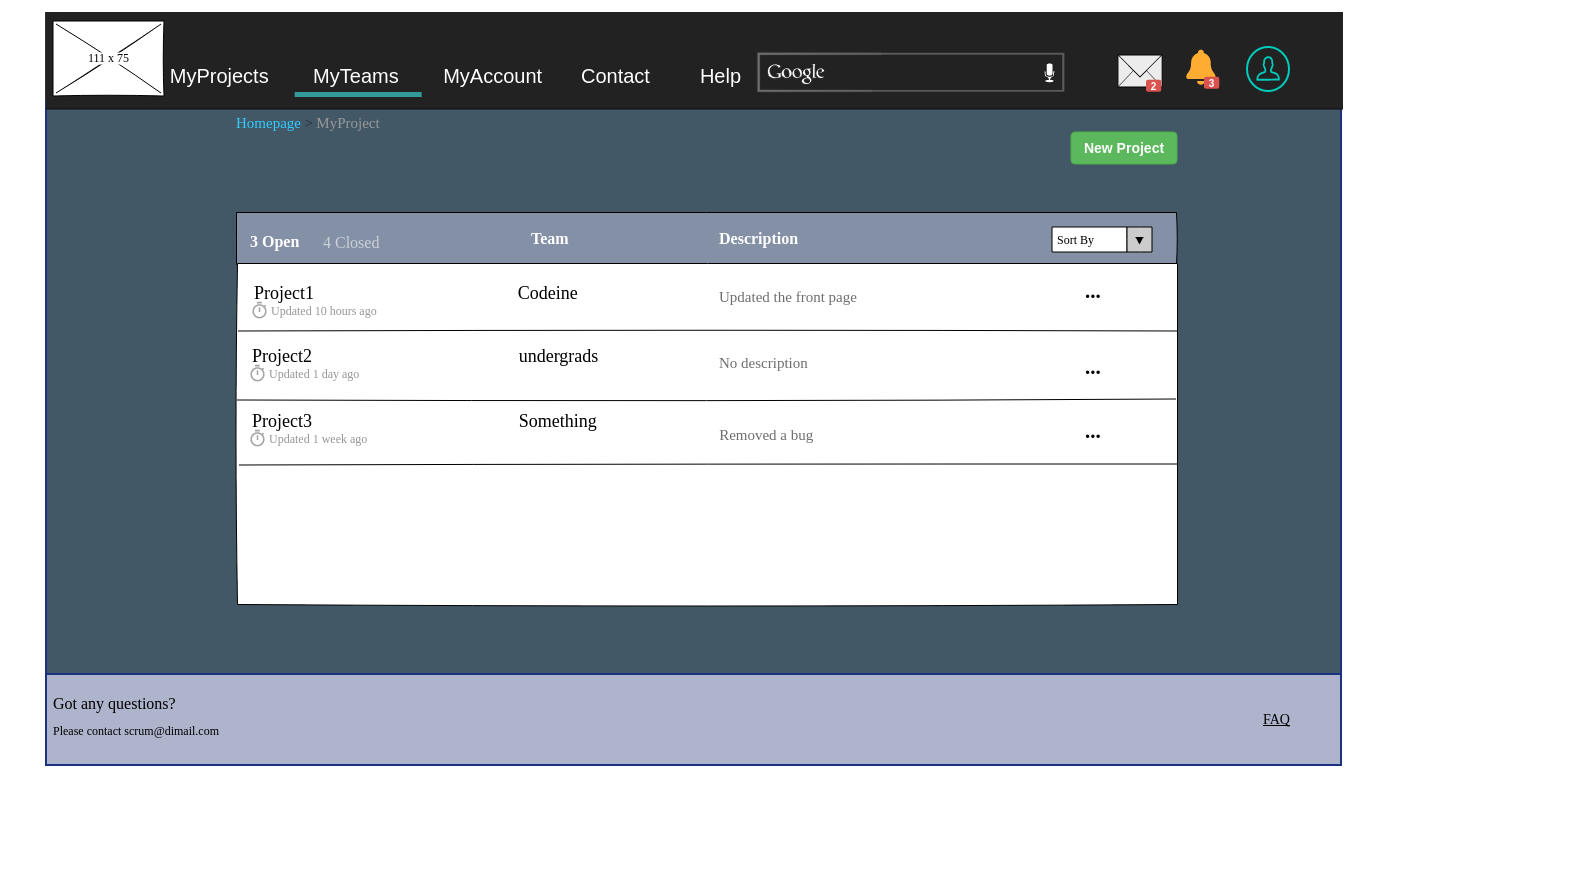 111 x 75
MyProjects MyTeams MyAccount Contact Help Google 2 3
Homepage > MyProject
New Project
3 Open 4 Closed Team Description Sort By
Project1 Codeine Updated the front page ...
Updated 10 hours ago
Project2 undergrads No description ...
Updated 1 day ago
Project3 Something Removed a bug ...
Updated 1 week ago
Got any questions?
Please contact scrum@dimail.com
FAQ